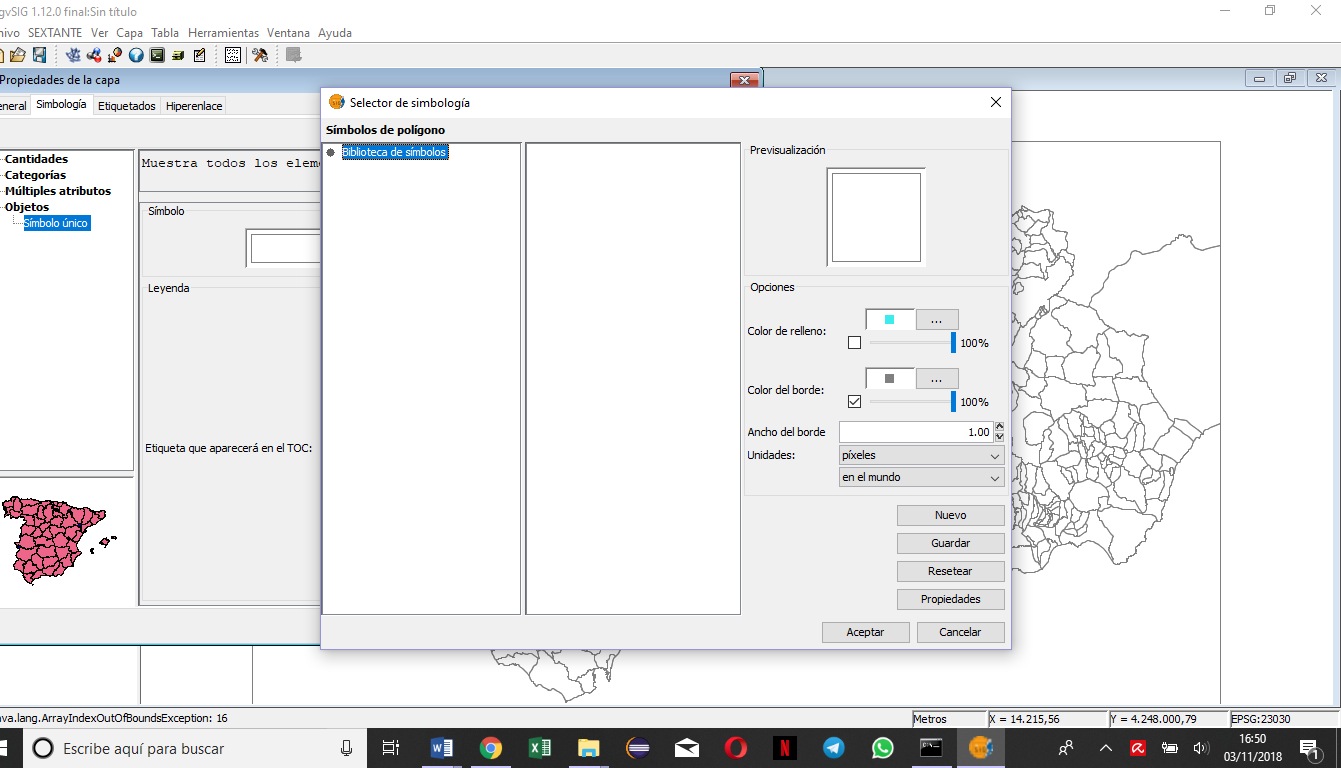 gvSIG 1.12.0 final:Sin título
hivo SEXTANTE Ver Capa Tabla Herramientas Ventana Ayuda
Propiedades de la capa
eneral Simbología Etiquetados Hiperenlace
Selector de simbología
Símbolos de polígono
Biblioteca de símbolos
Cantidades
Categorías
Múltiples atributos
Objetos
Símbolo único
Muestra todos los eleme
Símbolo
Leyenda
Etiqueta que aparecerá en el TOC:
Previsualización
Opciones
Color de relleno:
...
100%
Color del borde:
...
100%
Ancho del borde 1.00
Unidades: píxeles
en el mundo
Nuevo
Guardar
Resetear
Propiedades
Aceptar Cancelar
ava.lang.ArrayIndexOutOfBoundsException: 16
Metros X = 14.215,56 Y = 4.248.000,79 EPSG:23030
Escribe aquí para buscar
16:50
03/11/2018
1